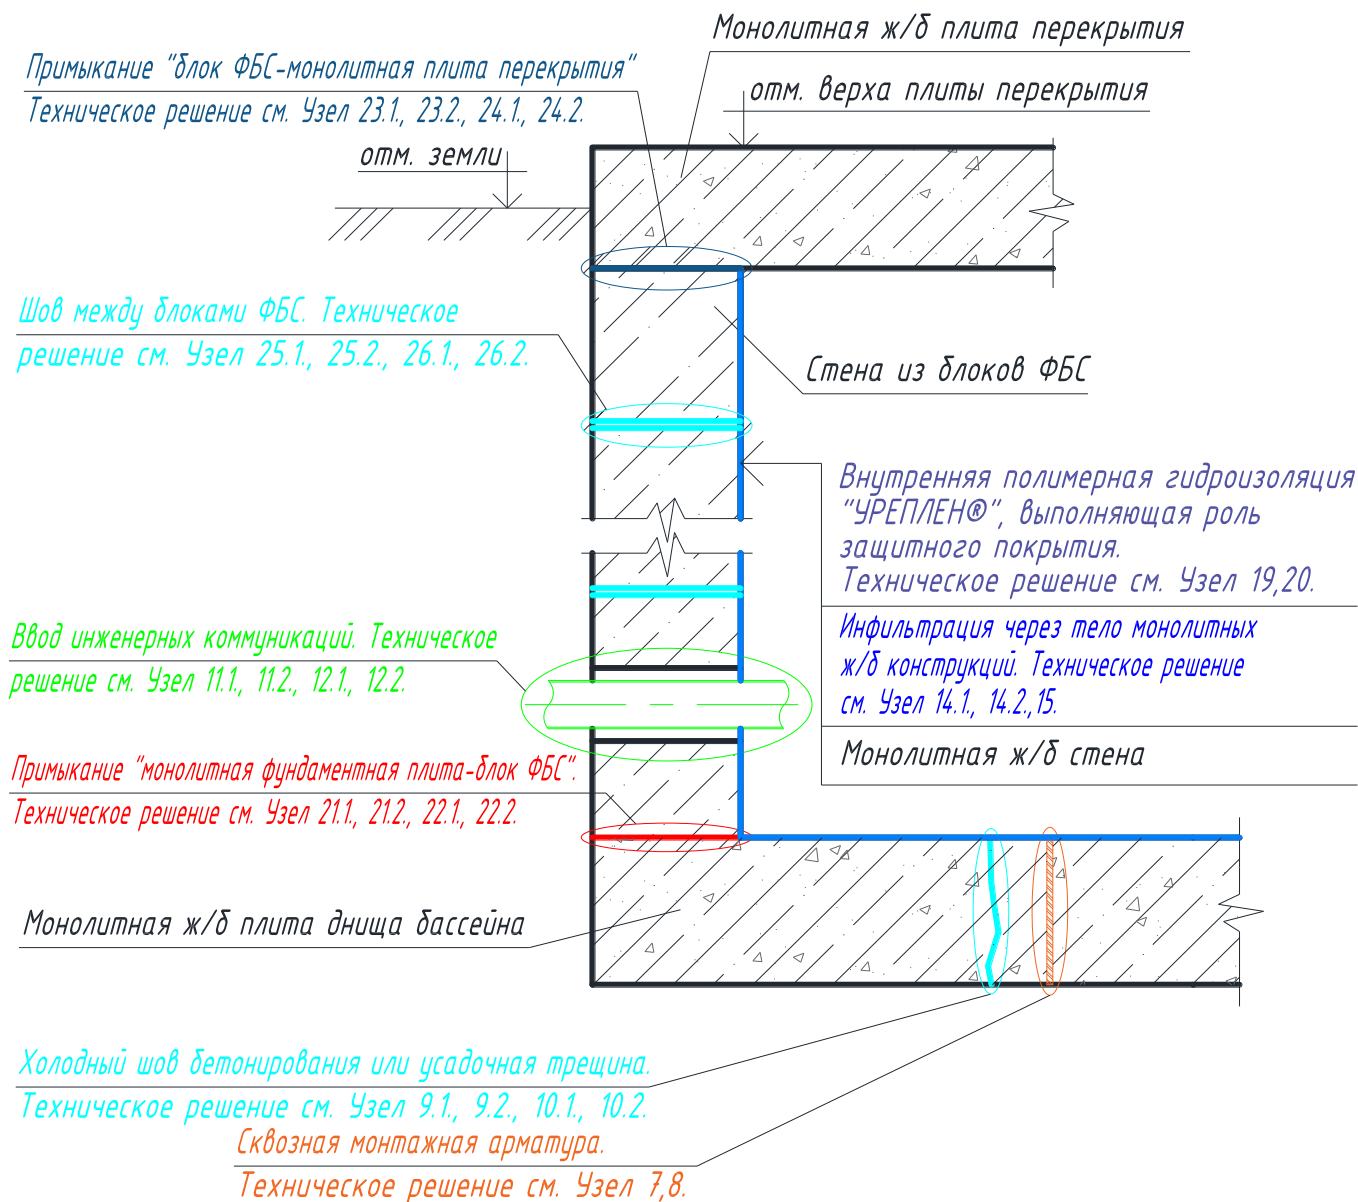 Монолитная ж/б плита перекрытия
Примыкание "блок ФБС-монолитная плита перекрытия"
Техническое решение см. Узел 23.1., 23.2., 24.1., 24.2.
отм. верха плиты перекрытия
отм. земли
Шов между блоками ФБС. Техническое
решение см. Узел 25.1., 25.2., 26.1., 26.2.
Стена из блоков ФБС
Внутренняя полимерная гидроизоляция
"УРЕПЛЕН®", выполняющая роль
защитного покрытия.
Техническое решение см. Узел 19,20.
Инфильтрация через тело монолитных
ж/б конструкций. Техническое решение
см. Узел 14.1., 14.2.,15.
Монолитная ж/б стена
Ввод инженерных коммуникаций. Техническое
решение см. Узел 11.1., 11.2., 12.1., 12.2.
Примыкание "монолитная фундаментная плита-блок ФБС".
Техническое решение см. Узел 21.1., 21.2., 22.1., 22.2.
Монолитная ж/б плита днища бассейна
Холодный шов бетонирования или усадочная трещина.
Техническое решение см. Узел 9.1., 9.2., 10.1., 10.2.
Сквозная монтажная арматура.
Техническое решение см. Узел 7,8.